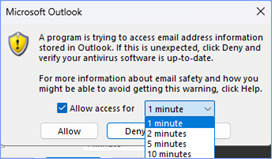 Microsoft Outlook
A program is trying to access email address information
stored in Outlook. If this is unexpected, click Deny and
verify your antivirus software is up-to-date.
For more information about email safety and how you
might be able to avoid getting this warning, click Help.
Allow access for
1 minute
1 minute
2 minutes
5 minutes
10 minutes
Allow